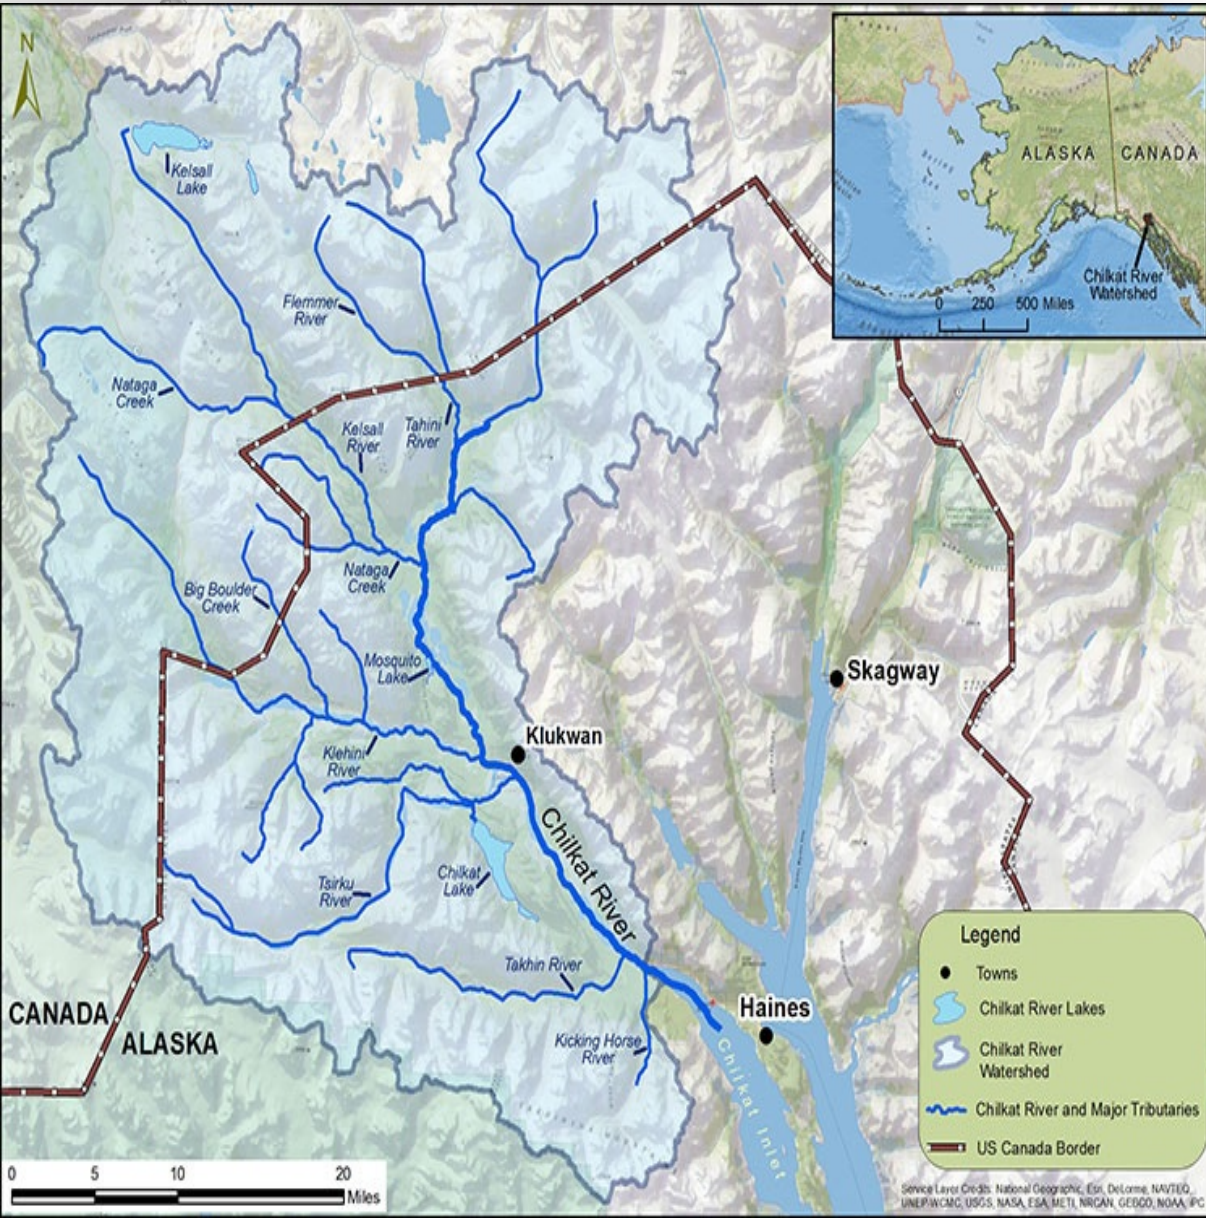 N
Kelsall
Lake
Flemmer
River
Nataga
Creek
Kelsall
River
Tahini
River
Nataga
Creek
Big Boulder
Creek
Mosquito
Lake
Klukwan
Skagway
Klehini
River
Chilkat River
Chilkat
Lake
Tsirku
River
Takhin River
Kicking Horse
River
Haines
Chilkat Inlet
CANADA
ALASKA
0 5 10 20
Miles
Bering
Sea
ALASKA
CANADA
Chilkat River
Watershed
0 250 500 Miles
Legend
Towns
Chilkat River Lakes
Chilkat River
Watershed
Chilkat River and Major Tributaries
US Canada Border
Service Layer Credits: National Geographic, Esri, DeLorme, NAVTEQ,
UNEP-WCMC, USGS, NASA, ESA, METI, NRCAN, GEBCO, NOAA, iPC